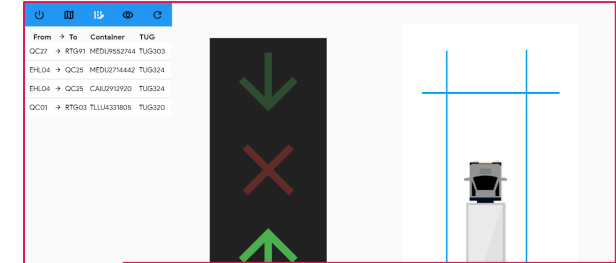 From → To Container TUG
QC27 → RTG91 MEDU9552744 TUG303
EHL04 → QC25 MEDU2714442 TUG324
EHL04 → QC25 CAIU2912920 TUG324
QC01 → RTG03 TLLU4331805 TUG320